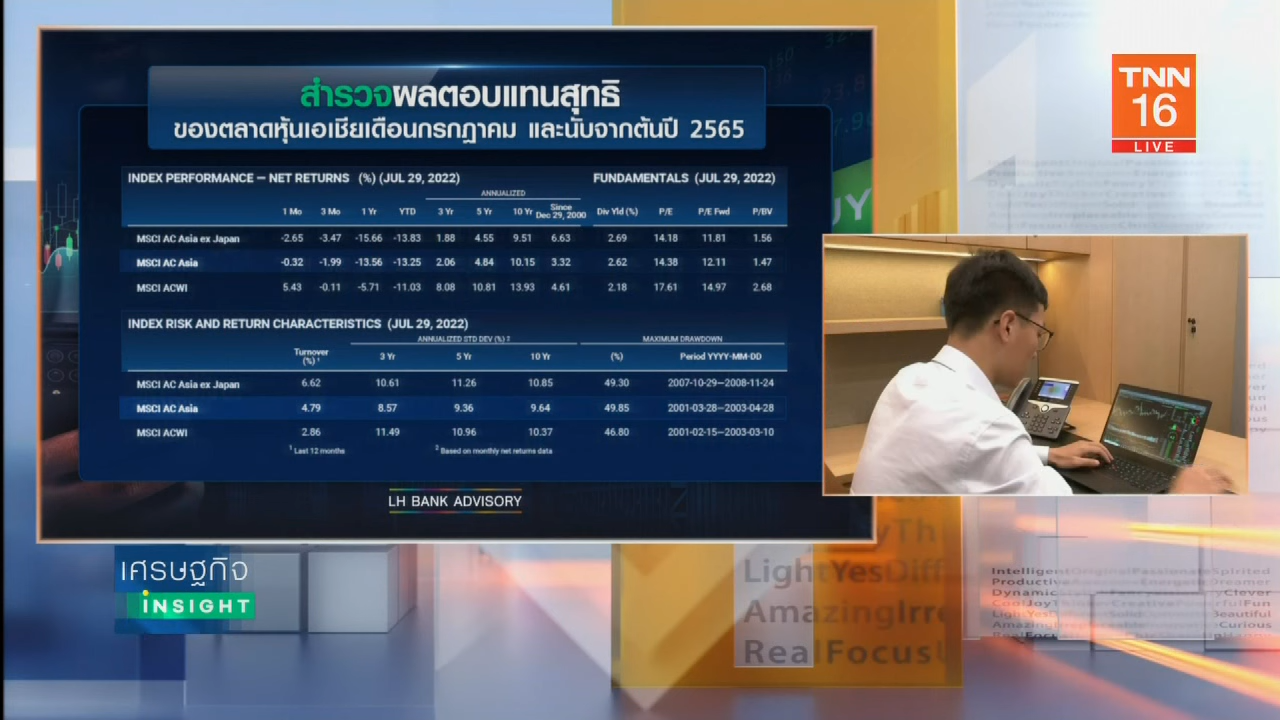 สำรวจผลตอบแทนสุทธิ
ของตลาดหุ้นเอเชียเดือนกรกฎาคม และนับจากต้นปี 2565
INDEX PERFORMANCE — NET RETURNS (%) (JUL 29, 2022) FUNDAMENTALS (JUL 29, 2022)
ANNUALIZED
1 Mo 3 Mo 1 Yr YTD 3 Yr 5 Yr 10 Yr Since Dec 29, 2000 Div Yld (%) P/E P/E Fwd P/BV
MSCI AC Asia ex Japan -2.65 -3.47 -15.66 -13.83 1.88 4.55 9.51 6.63 2.69 14.18 11.81 1.56
MSCI AC Asia -0.32 -1.99 -13.56 -13.25 2.06 4.84 10.15 3.32 2.62 14.38 12.11 1.47
MSCI ACWI 5.43 -0.11 -5.71 -11.03 8.08 10.81 13.93 4.61 2.18 17.61 14.97 2.68
INDEX RISK AND RETURN CHARACTERISTICS (JUL 29, 2022)
ANNUALIZED STD DEV (%) 2 MAXIMUM DRAWDOWN
Turnover (%) 1 3 Yr 5 Yr 10 Yr (%) Period YYYY-MM-DD
MSCI AC Asia ex Japan 6.62 10.61 11.26 10.85 49.30 2007-10-29—2008-11-24
MSCI AC Asia 4.79 8.57 9.36 9.64 49.85 2001-03-28—2003-04-28
MSCI ACWI 2.86 11.49 10.96 10.37 46.80 2001-02-15—2003-03-10
1 Last 12 months 2 Based on monthly net returns data
LH BANK ADVISORY
TNN
16
LIVE
เศรษฐกิจ
INSIGHT
LightYesDiff
AmazingIrre
RealFocus